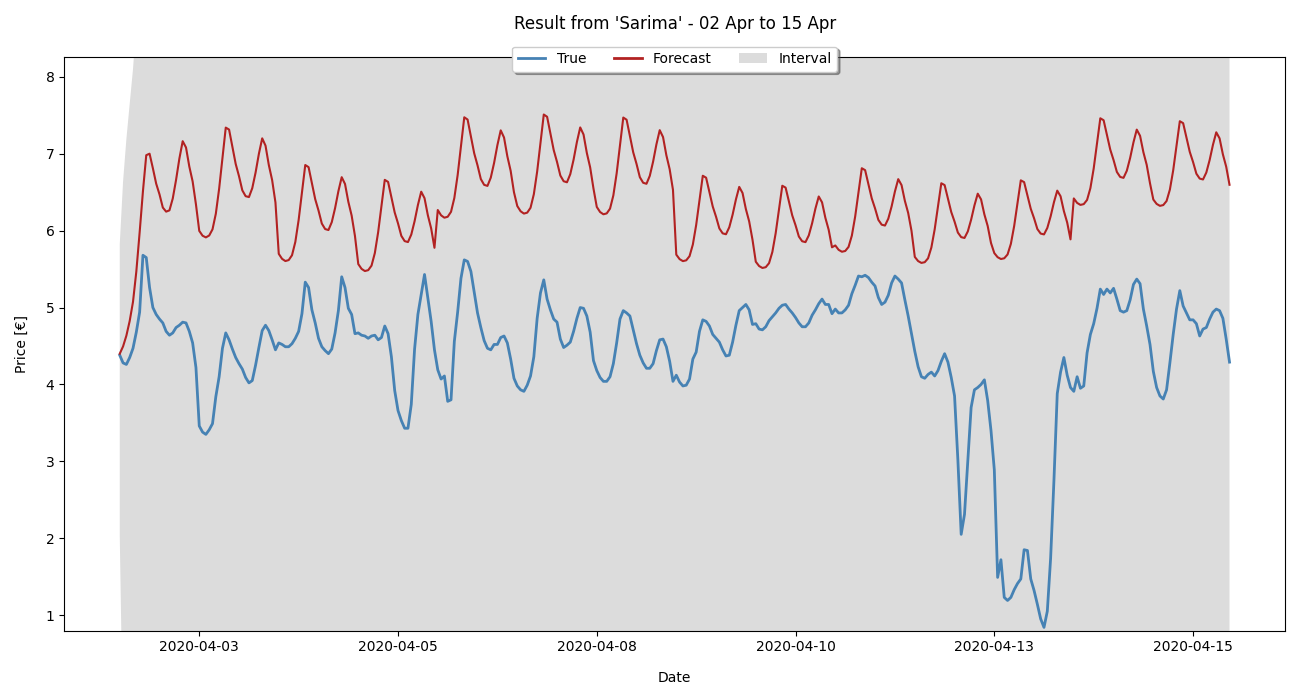 Result from 'Sarima' - 02 Apr to 15 Apr
True Forecast Interval
8
7
6
5
4
3
2
1
Price [€]
2020-04-03 2020-04-05 2020-04-08 2020-04-10 2020-04-13 2020-04-15
Date